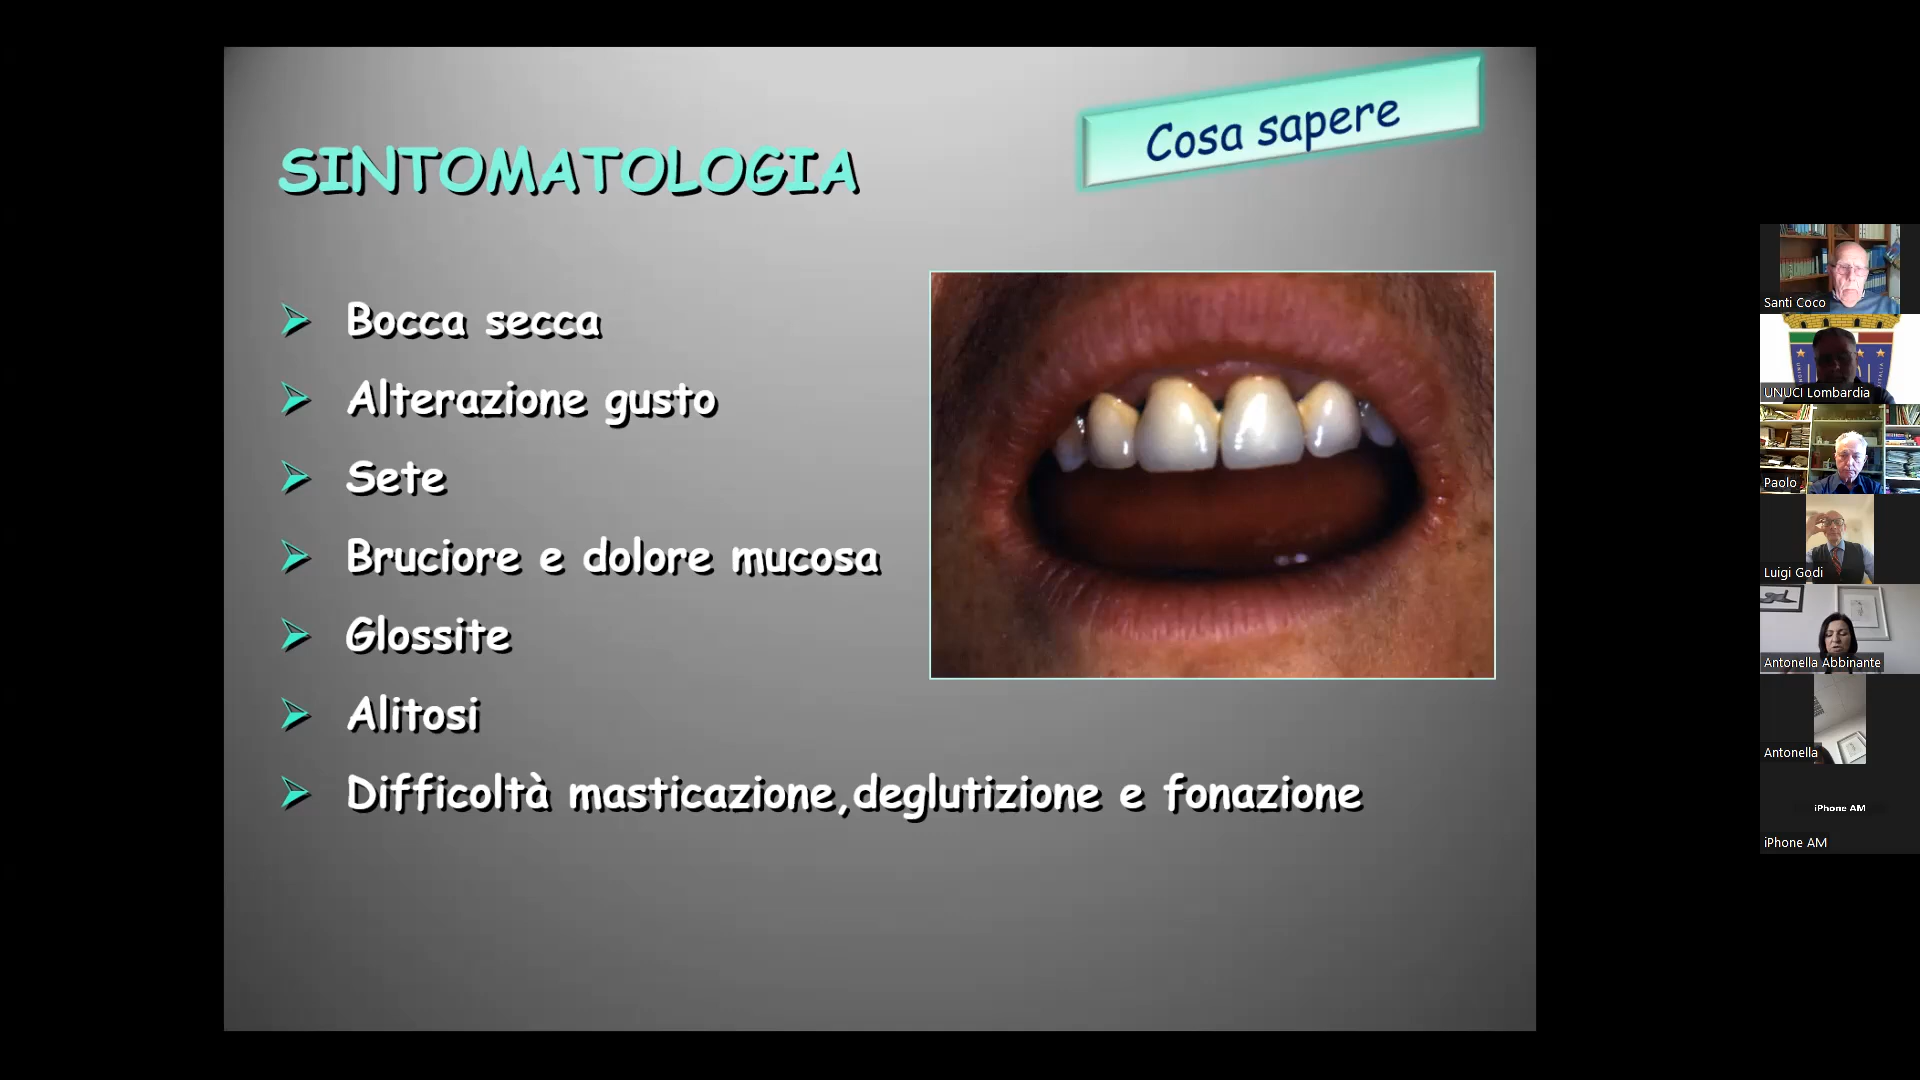 Cosa sapere
SINTOMATOLOGIA
Bocca secca
Alterazione gusto
Sete
Bruciore e dolore mucosa
Glossite
Alitosi
Difficoltà masticazione,deglutizione e fonazione
Santi Coco
UNUCI Lombardia
Paolo
Luigi Godi
Antonella Abbinante
Antonella
iPhone AM
iPhone AM